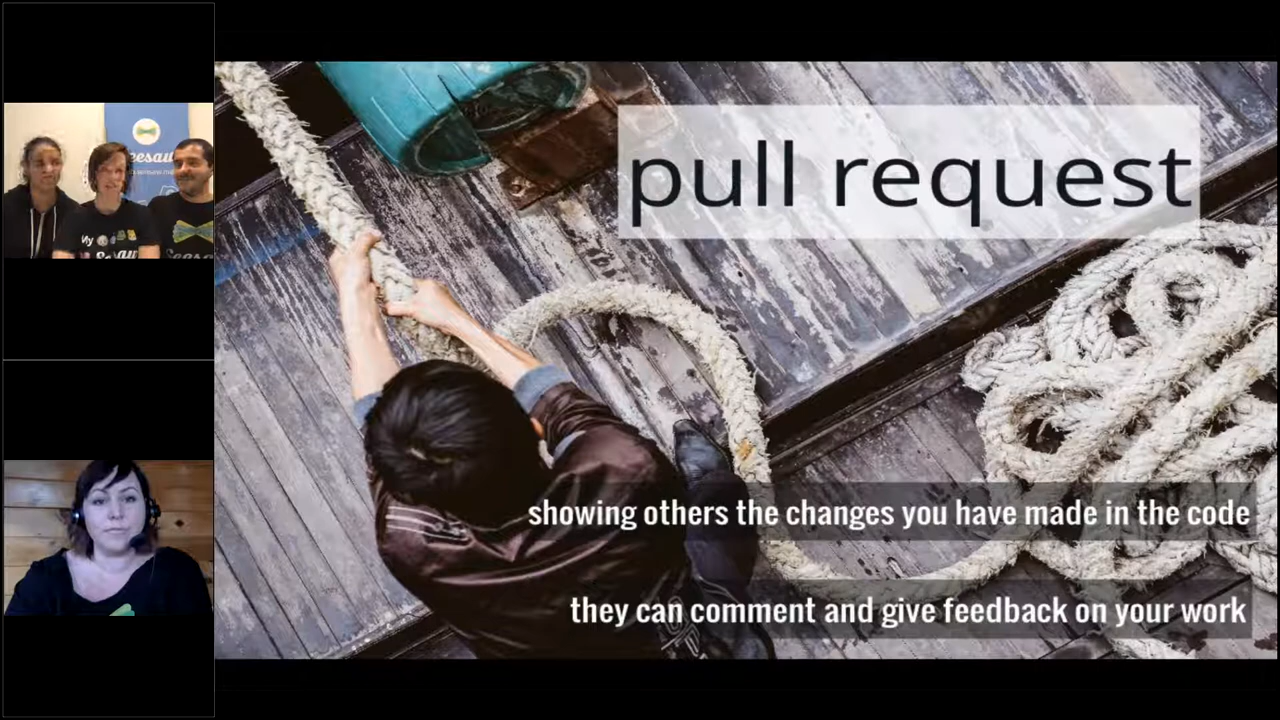 pull request
showing others the changes you have made in the code
they can comment and give feedback on your work
My